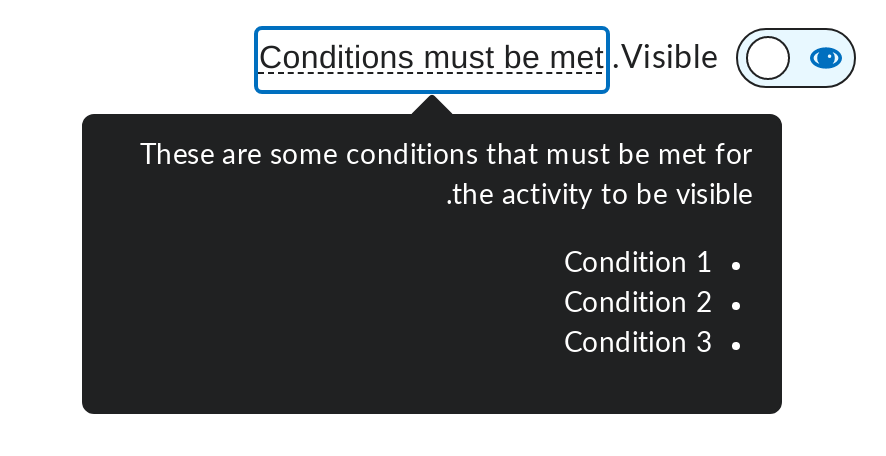 Conditions must be met .Visible
These are some conditions that must be met for
.the activity to be visible
Condition 1 •
Condition 2 •
Condition 3 •